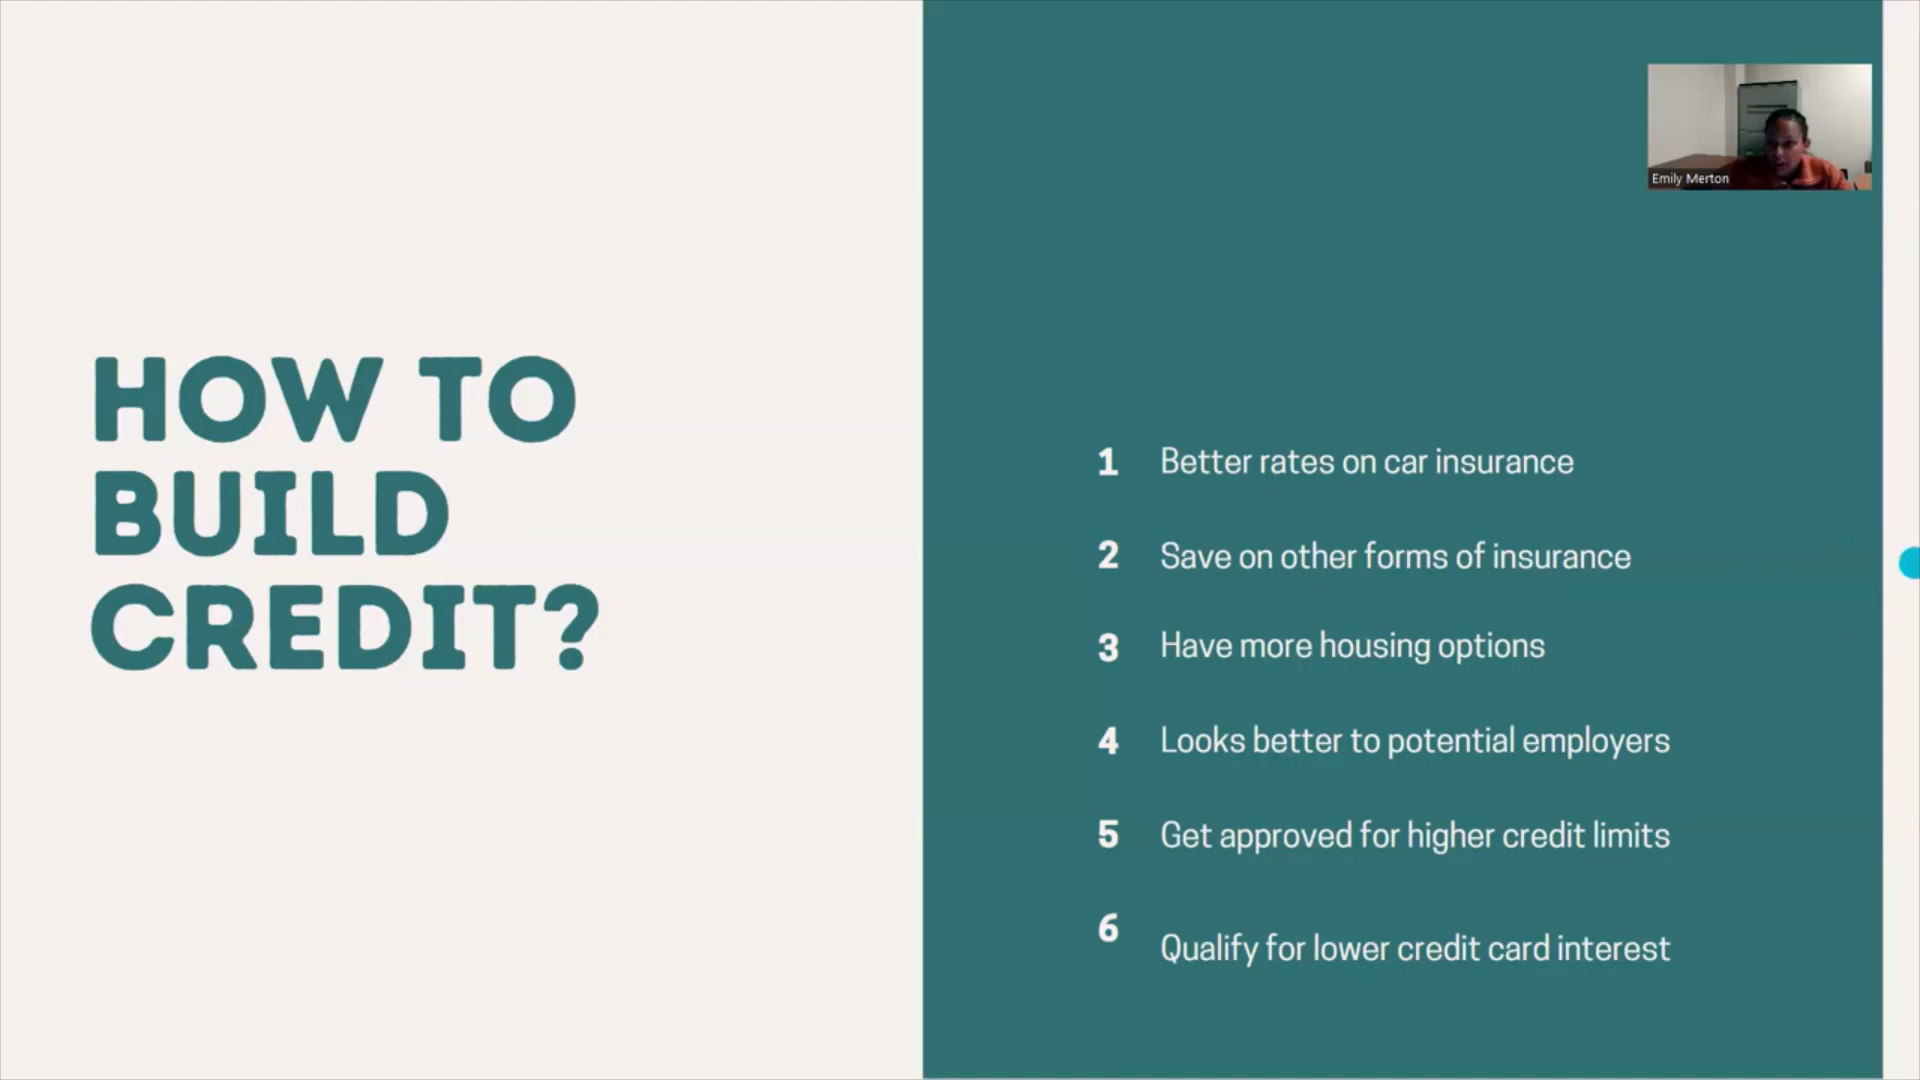 HOW TO
BUILD
CREDIT?
Emily Merton
1 Better rates on car insurance
2 Save on other forms of insurance
3 Have more housing options
4 Looks better to potential employers
5 Get approved for higher credit limits
6 Qualify for lower credit card interest